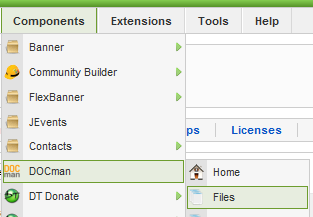 Components Extensions Tools Help
Banner
Community Builder
FlexBanner
JEvents
ps Licenses
Contacts
DOCman Home
DT Donate Files